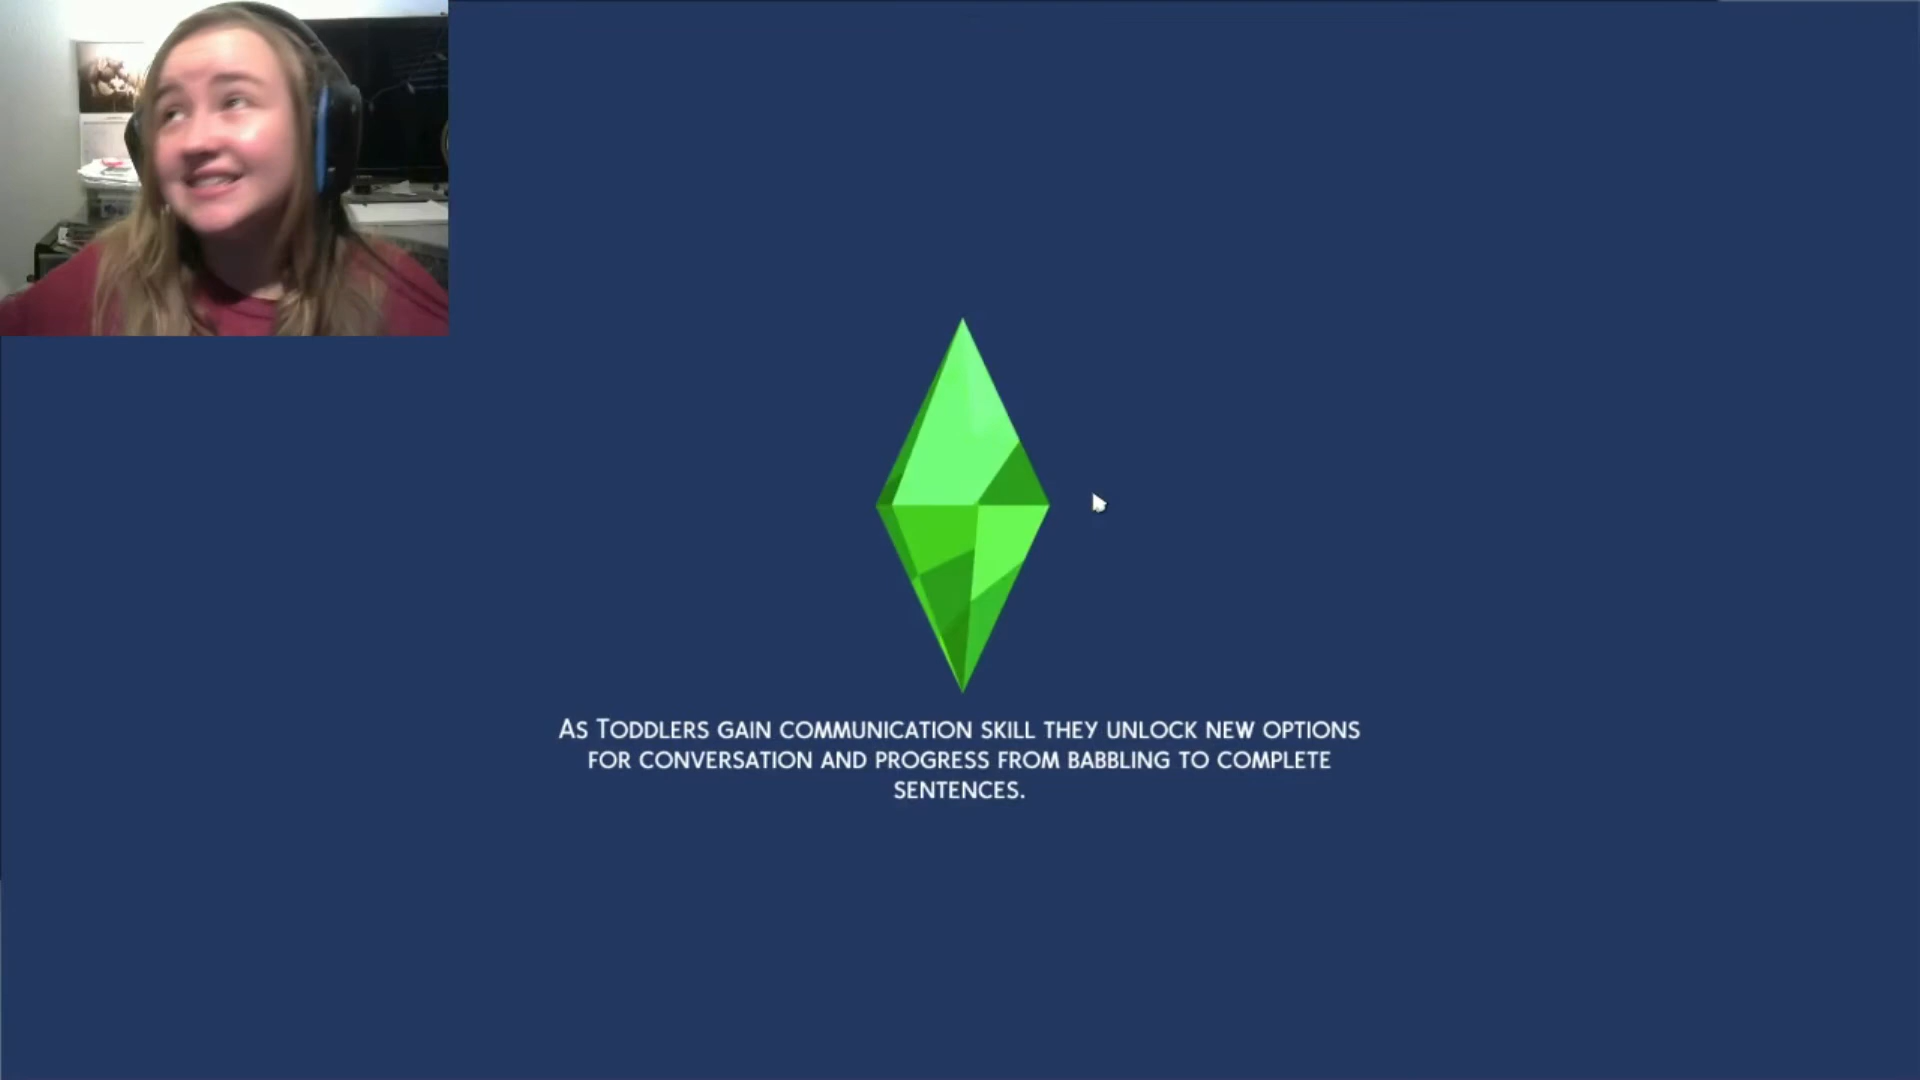 As Toddlers gain communication skill they unlock new options
for conversation and progress from babbling to complete
sentences.